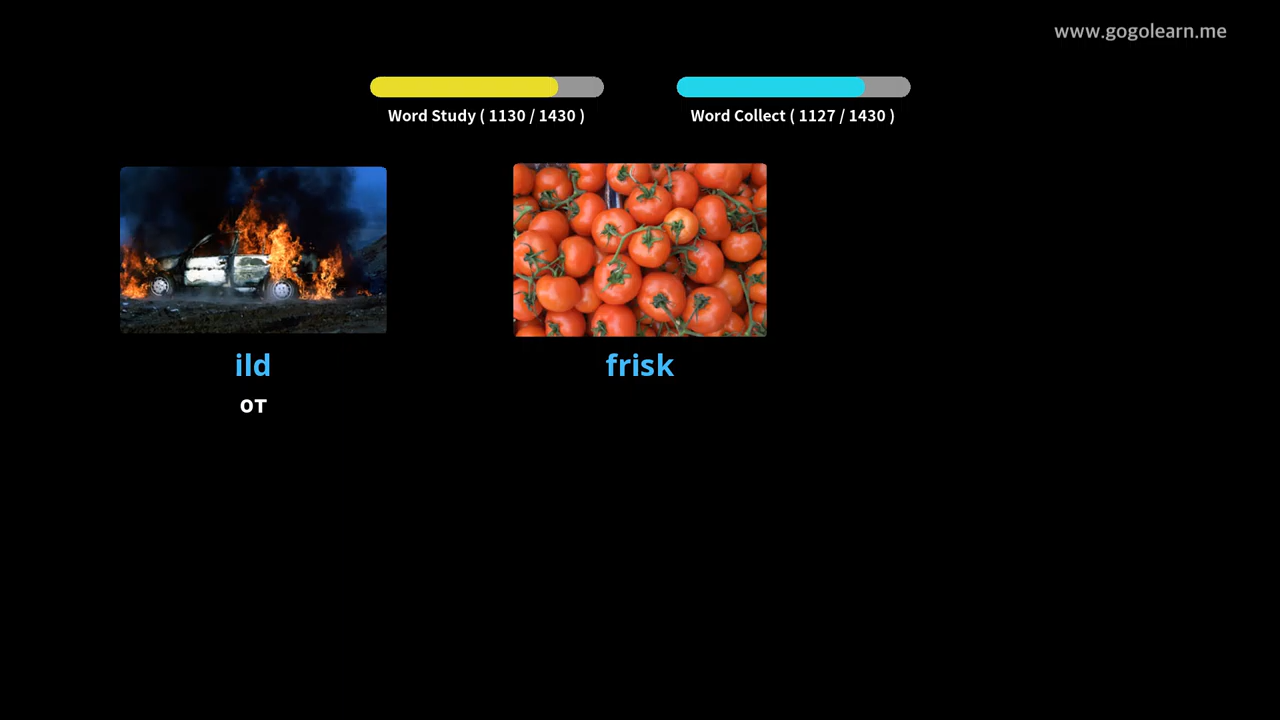 www.gogolearn.me
Word Study ( 1130 / 1430 )
Word Collect ( 1127 / 1430 )
ild
frisk
от